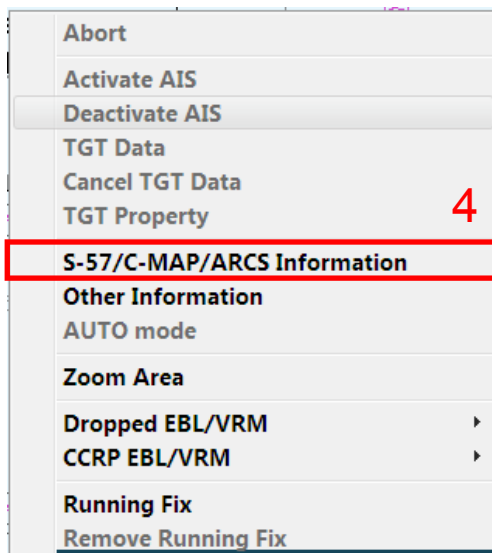 Abort
Activate AIS
Deactivate AIS
TGT Data
Cancel TGT Data
TGT Property
4
S-57/C-MAP/ARCS Information
Other Information
AUTO mode
Zoom Area
Dropped EBL/VRM
CCRP EBL/VRM
Running Fix
Remove Running Fix